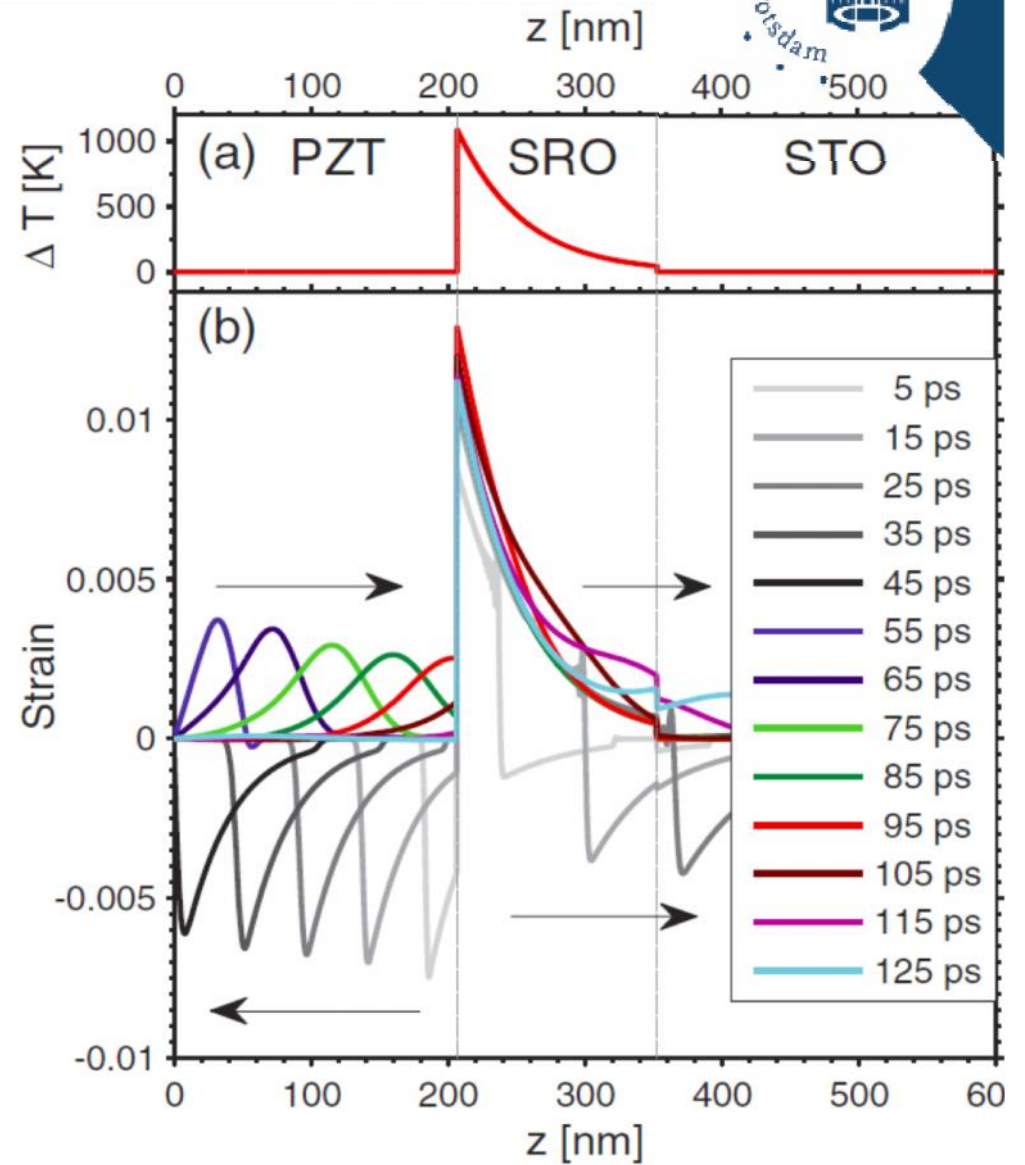 z [nm]
otsdam
0 100 200 300 400 500
Δ T [K]
1000
500
0
(a) PZT SRO STO
(b)
Strain
0.01
0.005
0
-0.005
-0.01
5 ps
15 ps
25 ps
35 ps
45 ps
55 ps
65 ps
75 ps
85 ps
95 ps
105 ps
115 ps
125 ps
0 100 200 300 400 500 60
z [nm]